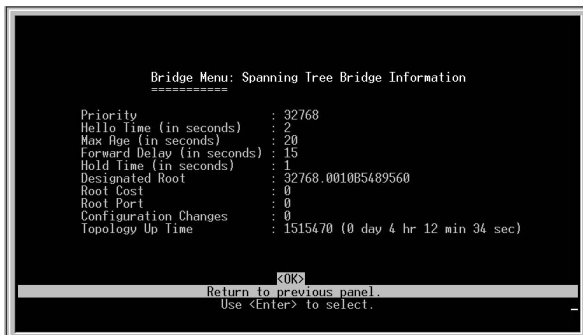 Bridge Menu: Spanning Tree Bridge Information
===========
Priority : 32768
Hello Time (in seconds) : 2
Max Age (in seconds) : 20
Forward Delay (in seconds) : 15
Hold Time (in seconds) : 1
Designated Root : 32768.0010B5489560
Root Cost : 0
Root Port : 0
Configuration Changes : 0
Topology Up Time : 1515470 (0 day 4 hr 12 min 34 sec)
<OK>
Return to previous panel.
Use <Enter> to select.